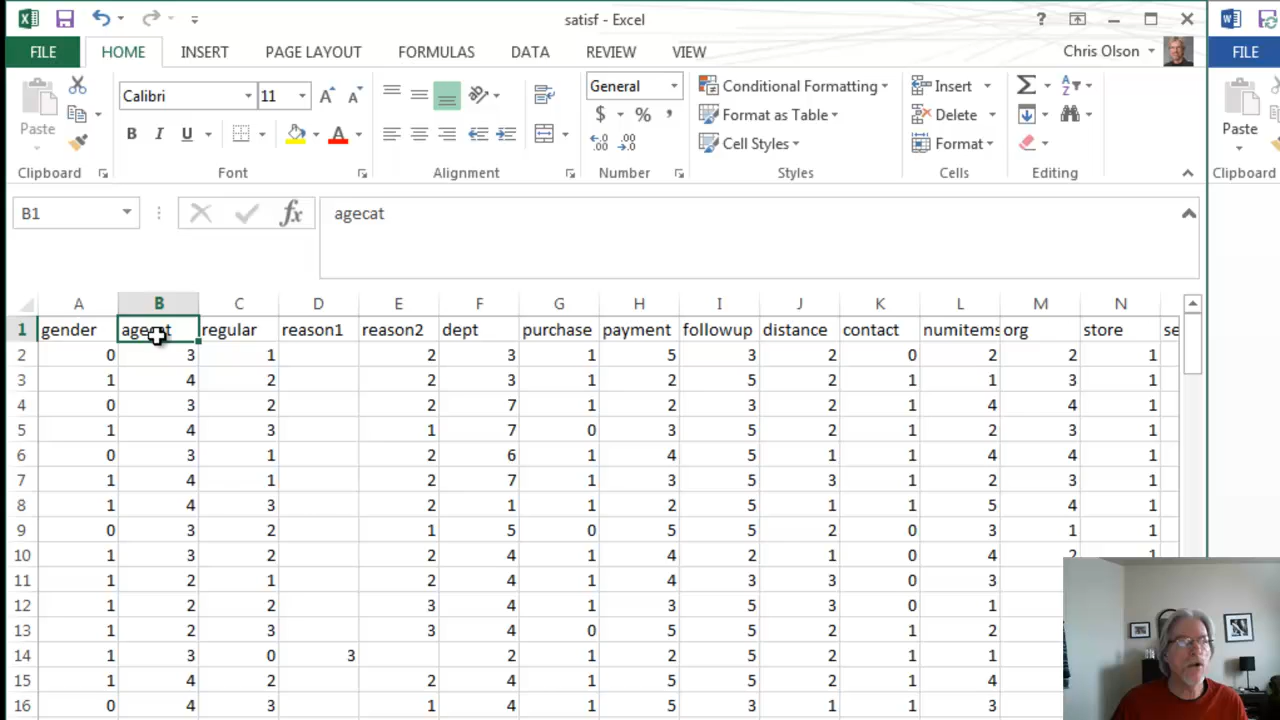 satisf - Excel
?
FILE HOME INSERT PAGE LAYOUT FORMULAS DATA REVIEW VIEW Chris Olson FILE
Calibri 11 General Conditional Formatting Insert
Paste B I U A $ % , Format as Table Delete Paste
Cell Styles Format
Clipboard Font Alignment Number Styles Cells Editing Clipboard
B1 fx agecat
A B C D E F G H I J K L M N
1 gender regular reason1 reason2 dept purchase payment followup distance contact numitems org store se
2 0 3 1 2 3 1 5 3 2 0 2 2 1
3 1 4 2 2 3 1 2 5 2 1 1 3 1
4 0 3 2 2 7 1 2 3 2 1 4 4 1
5 1 4 3 1 7 0 3 5 2 1 2 3 1
6 0 3 1 2 6 1 4 5 1 1 4 4 1
7 1 4 1 2 7 1 3 5 3 1 2 3 1
8 1 4 3 2 1 1 2 5 1 1 5 4 1
9 0 3 2 1 5 0 5 5 2 0 3 1 1
10 1 3 2 2 4 1 4 2 1 0 4 2 1
11 1 2 1 2 4 1 4 3 3 0 3
12 1 2 2 3 4 1 3 5 3 0 1
13 1 2 3 3 4 0 5 5 2 1 2
14 1 3 0 3 2 1 2 5 2 1 1
15 1 4 2 2 4 1 5 5 2 1 4
16 0 4 3 1 4 1 5 3 1 1 3